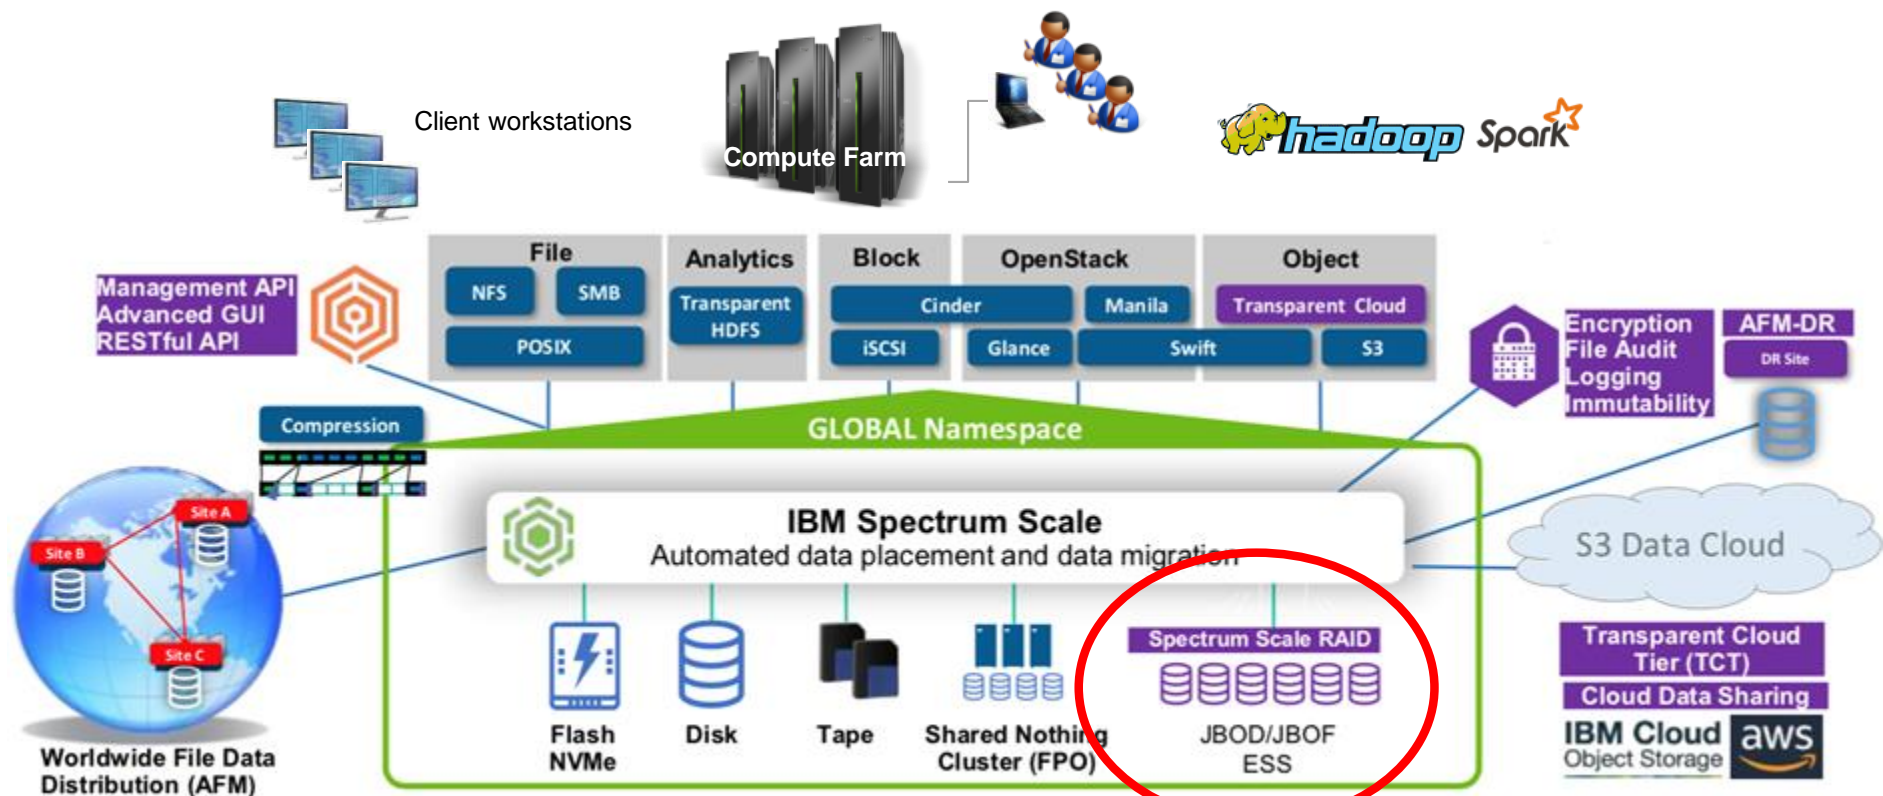 Client workstations
Compute Farm
hadoop
Spark
Management API
Advanced GUI
RESTful API
File
NFS
SMB
POSIX
Analytics
Transparent
HDFS
Block
OpenStack
Object
Cinder
Manila
Transparent Cloud
iSCSI
Glance
Swift
S3
Encryption
File Audit
Logging
Immutability
AFM-DR
DR Site
Compression
GLOBAL Namespace
Site A
Site B
Site C
IBM Spectrum Scale
Automated data placement and data migration
S3 Data Cloud
Spectrum Scale RAID
Flash
NVMe
Disk
Tape
Shared Nothing
Cluster (FPO)
JBOD/JBOF
ESS
Transparent Cloud
Tier (TCT)
Cloud Data Sharing
IBM Cloud
Object Storage
aws
Worldwide File Data
Distribution (AFM)